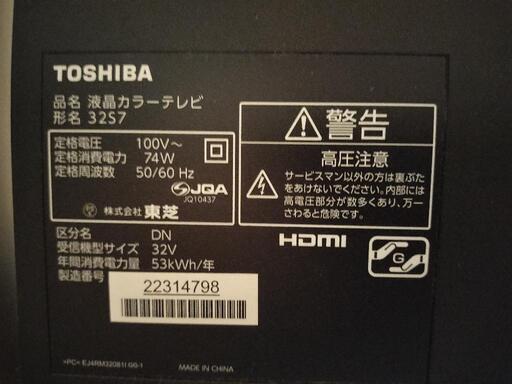 TOSHIBA
品名 液晶カラーテレビ
形名 32S7
定格電圧 100V～
定格消費電力 74W
定格周波数 50/60 Hz
JQA
JQ10437
株式会社 東芝
区分名 DN
受信機型サイズ 32V
年間消費電力量 53kWh/年
製造番号
22314798
>PC< EJ4RM32081I GG-1
MADE IN CHINA
警告
高圧注意
サービスマン以外の方は裏ぶた
をあけないでください。内部には
高電圧部分が数多くあり、万一
さわると危険です。
HDMI
G